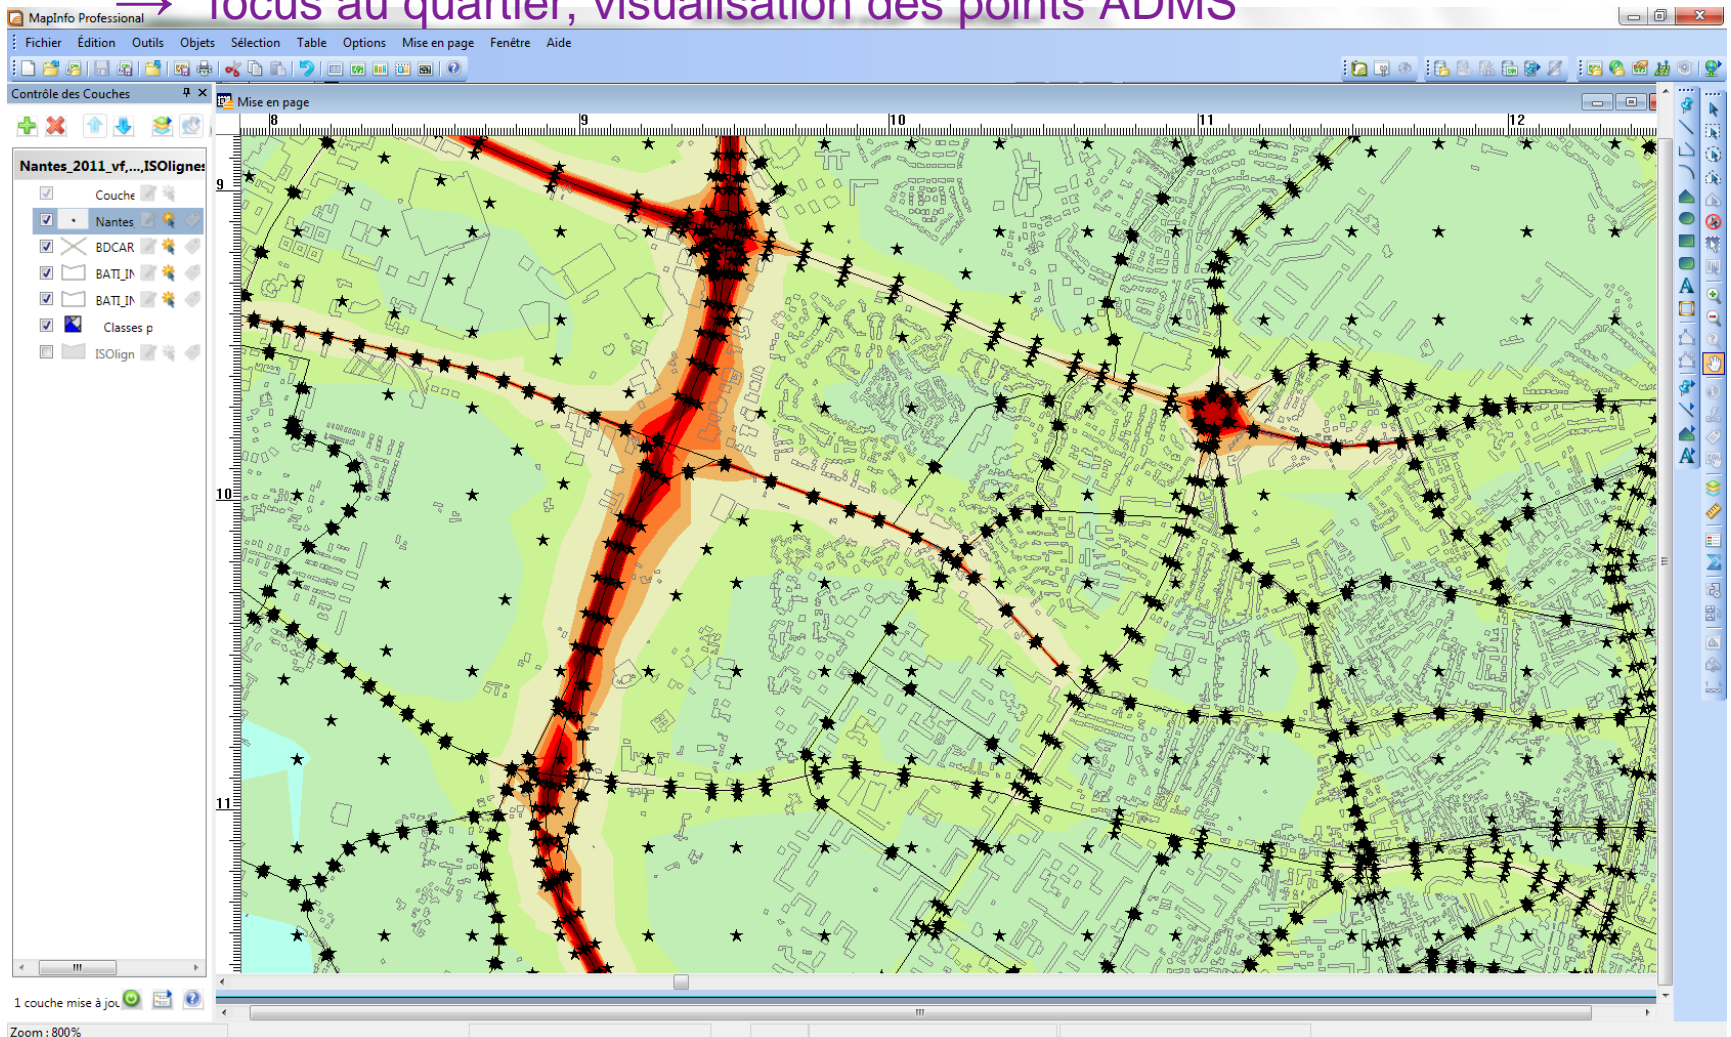 → focus au quartier, visualisation des points ADMS
MapInfo Professional
Fichier Édition Outils Objets Sélection Table Options Mise en page Fenêtre Aide
Contrôle des Couches
Mise en page
8 9 10 11 12
Nantes_2011_vf,...,ISOlignes
Couche
Nantes
BDCAR
BATI_IN
BATI_IN
Classes p
ISOlign
9
10
11
1 couche mise à jou
Zoom : 800%